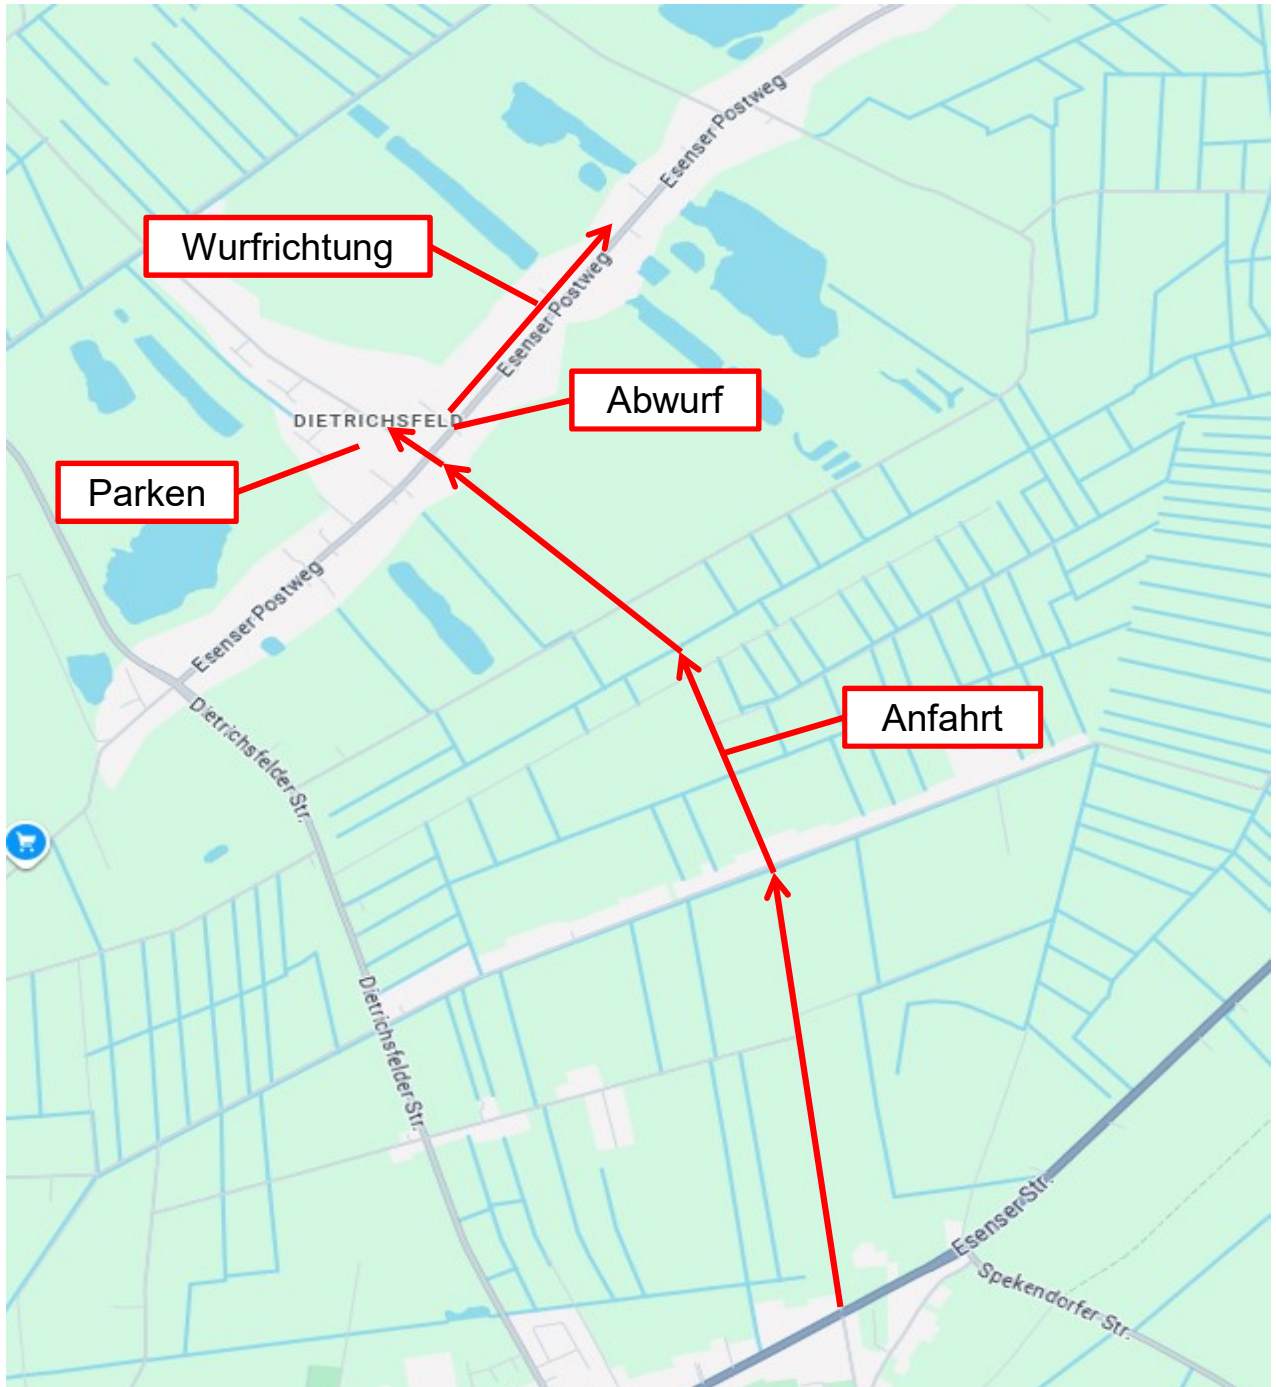 Esenser Postweg
Wurfrichtung
Esenser Postweg
Abwurf
DIETRICHSFELD
Parken
Esenser Postweg
Anfahrt
Dietrichsfelder Str.
Dietrichsfelder Str.
Esenser Str.
Spekendorfer Str.